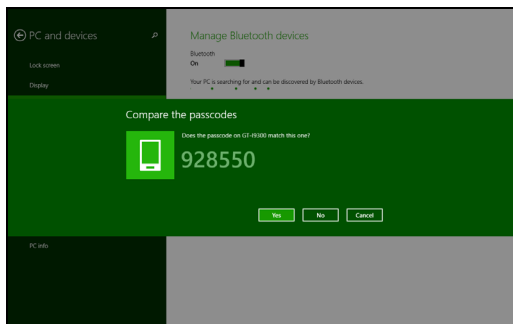 PC and devices
Manage Bluetooth devices
Bluetooth
On
Lock screen
Your PC is searching for and can be discovered by Bluetooth devices.
Display
Compare the passcodes
Does the passcode on GT-I9300 match this one?
928550
Yes No Cancel
PC info